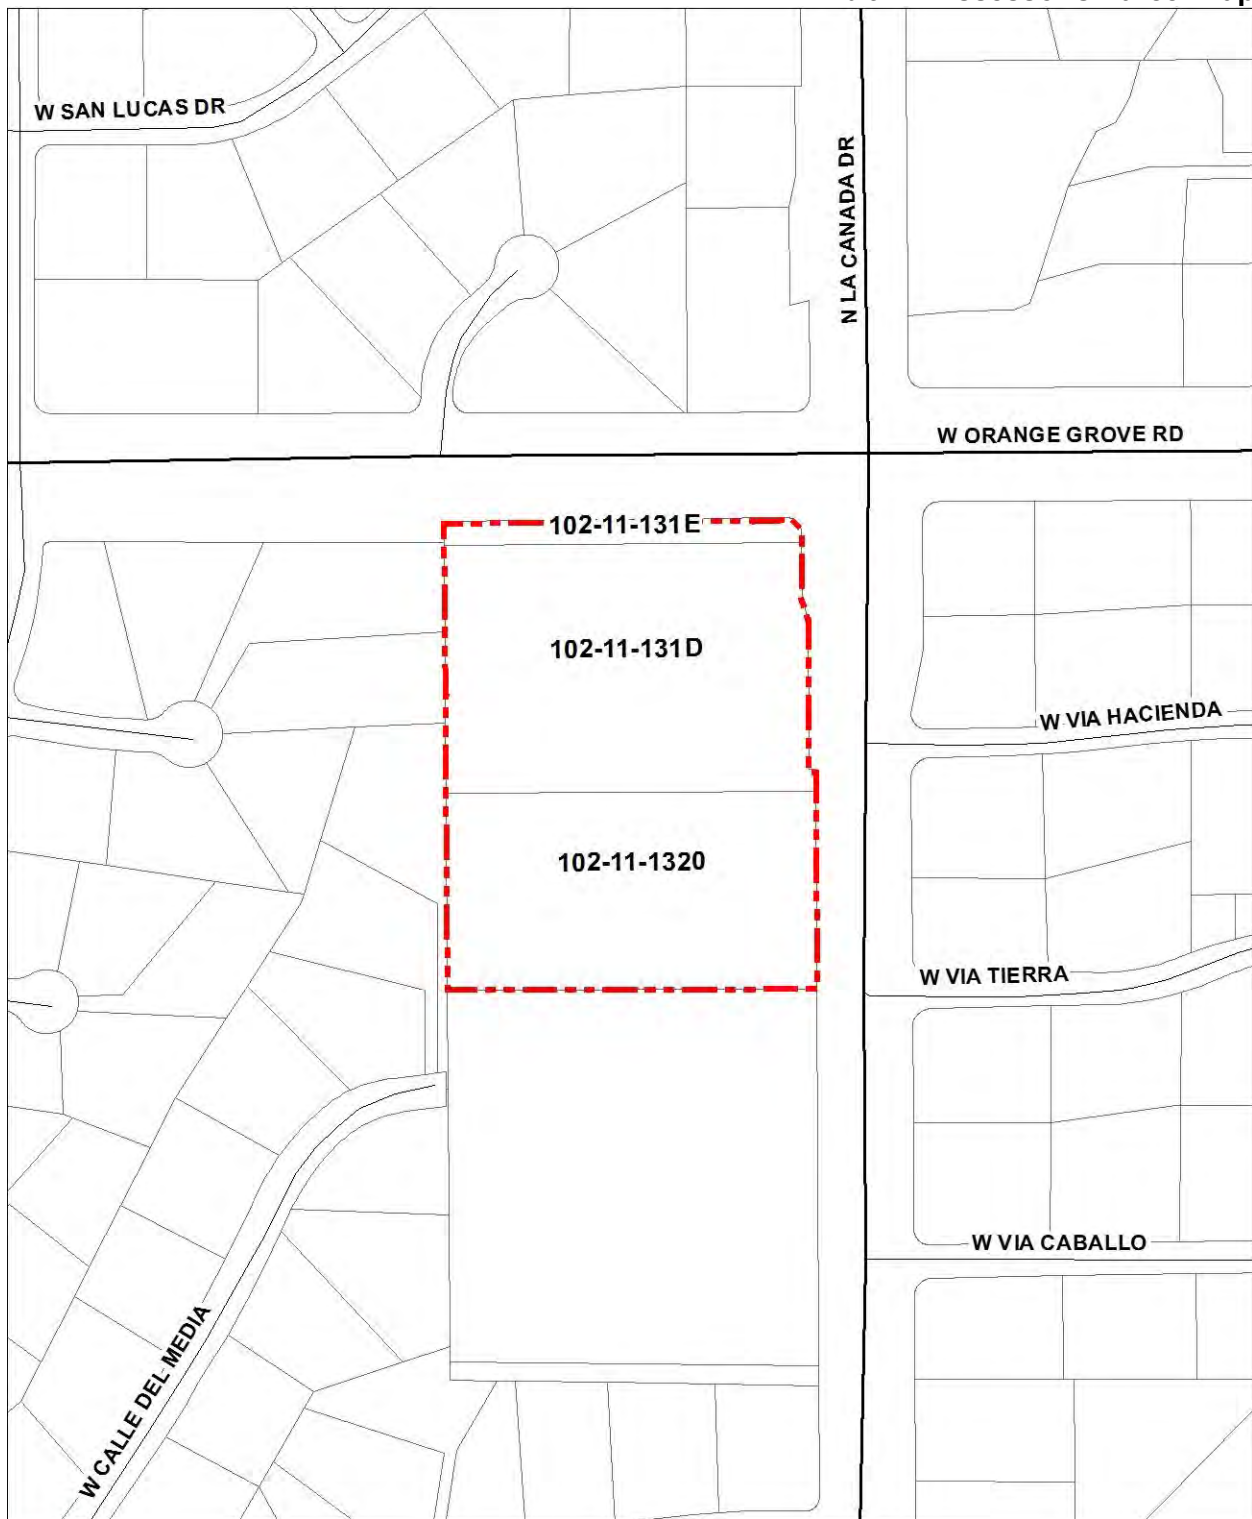 W SAN LUCAS DR
N LA CANADA DR
W ORANGE GROVE RD
102-11-131E
102-11-131D
W VIA HACIENDA
102-11-1320
W VIA TIERRA
W VIA CABALLO
W CALLE DEL MEDIA